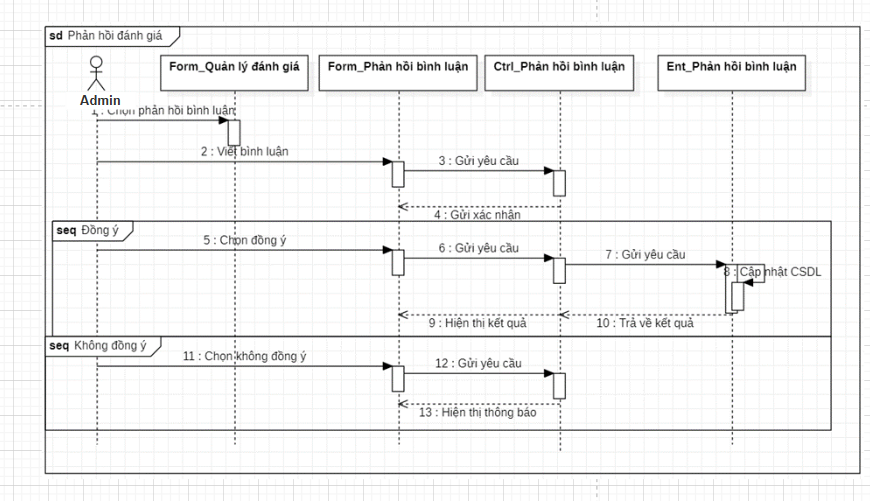 sd Phản hồi đánh giá
Form_Quản lý đánh giá
Form_Phản hồi bình luận
Ctrl_Phản hồi bình luận
Ent_Phản hồi bình luận
Admin
1 : Chọn phản hồi bình luận
2 : Viết bình luận
3 : Gửi yêu cầu
4 : Gửi xác nhận
seq Đồng ý
5 : Chọn đồng ý
6 : Gửi yêu cầu
7 : Gửi yêu cầu
8 : Cập nhật CSDL
9 : Hiện thị kết quả
10 : Trả về kết quả
seq Không đồng ý
11 : Chọn không đồng ý
12 : Gửi yêu cầu
13 : Hiện thị thông báo